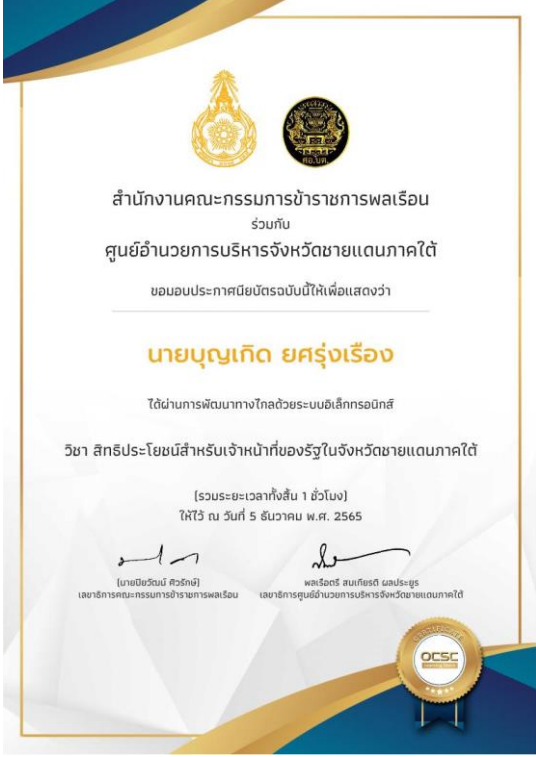 ศอ.บต.
สำนักงานคณะกรรมการข้าราชการพลเรือน
ร่วมกับ
ศูนย์อำนวยการบริหารจังหวัดชายแดนภาคใต้
ขอมอบประกาศนียบัตรฉบับนี้ให้เพื่อแสดงว่า
นายบุญเกิด ยศรุ่งเรือง
ได้ผ่านการพัฒนาทางไกลด้วยระบบอิเล็กทรอนิกส์
วิชา สิทธิประโยชน์สำหรับเจ้าหน้าที่ของรัฐในจังหวัดชายแดนภาคใต้
(รวมระยะเวลาทั้งสิ้น 1 ชั่วโมง)
ให้ไว้ ณ วันที่ 5 ธันวาคม พ.ศ. 2565
(นายปิยวัฒน์ ศิวรักษ์)
เลขาธิการคณะกรรมการข้าราชการพลเรือน
พลเรือตรี สมเกียรติ ผลประยูร
เลขาธิการศูนย์อำนวยการบริหารจังหวัดชายแดนภาคใต้
CERTIFICATE
OCSC